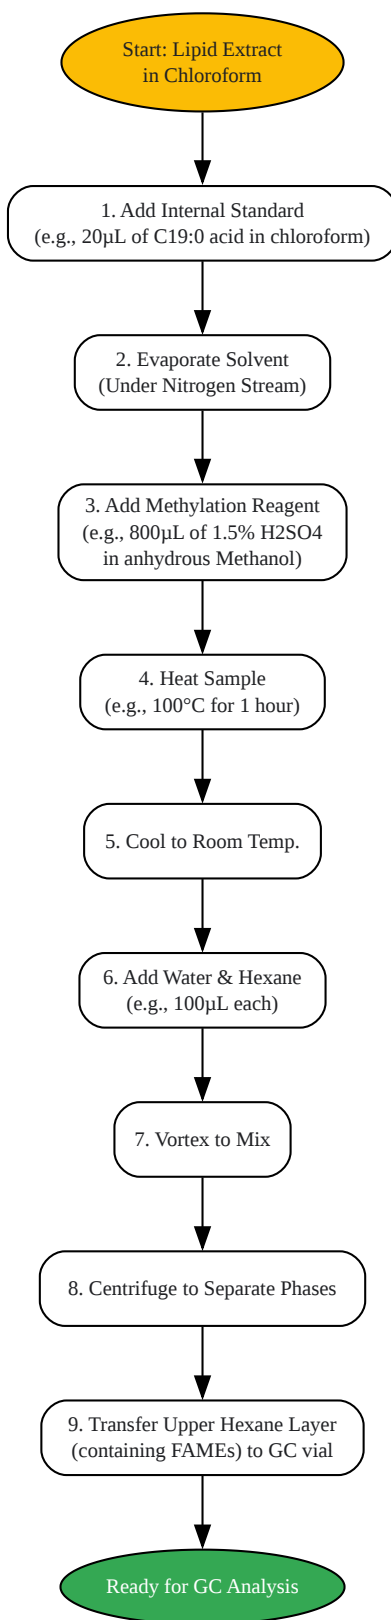 Start: Lipid Extract
in Chloroform
1. Add Internal Standard
(e.g., 20µL of C19:0 acid in chloroform)
2. Evaporate Solvent
(Under Nitrogen Stream)
3. Add Methylation Reagent
(e.g., 800µL of 1.5% H2SO4
in anhydrous Methanol)
4. Heat Sample
(e.g., 100°C for 1 hour)
5. Cool to Room Temp.
6. Add Water & Hexane
(e.g., 100µL each)
7. Vortex to Mix
8. Centrifuge to Separate Phases
9. Transfer Upper Hexane Layer
(containing FAMEs) to GC vial
Ready for GC Analysis